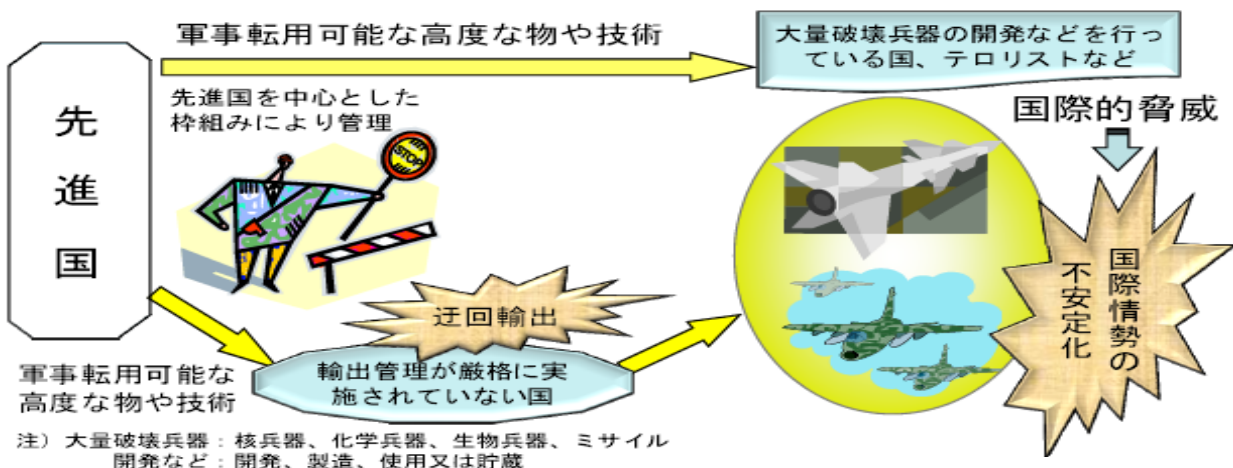 先進国
軍事転用可能な高度な物や技術
先進国を中心とした
枠組みにより管理
STOP
大量破壊兵器の開発などを行っ
ている国、テロリストなど
国際的脅威
国際情勢の
不安定化
迂回輸出
輸出管理が厳格に実
施されていない国
軍事転用可能な
高度な物や技術
注）大量破壊兵器：核兵器、化学兵器、生物兵器、ミサイル
開発など：開発、製造、使用又は貯蔵